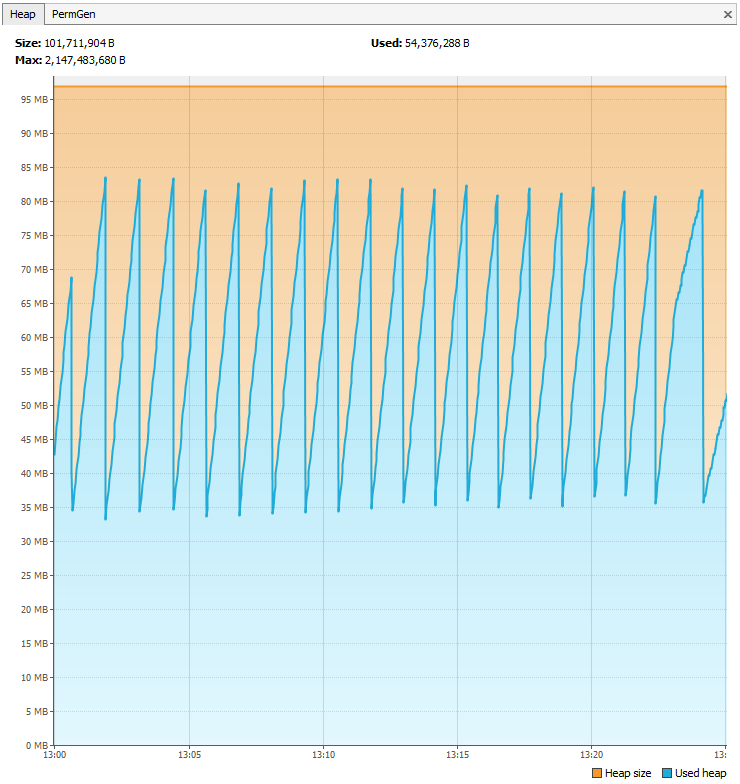 Heap PermGen
Size: 101,711,904 B Used: 54,376,288 B
Max: 2,147,483,680 B
95 MB
90 MB
85 MB
80 MB
75 MB
70 MB
65 MB
60 MB
55 MB
50 MB
45 MB
40 MB
35 MB
30 MB
25 MB
20 MB
15 MB
10 MB
5 MB
0 MB
13:00 13:05 13:10 13:15 13:20 13:
Heap size Used heap